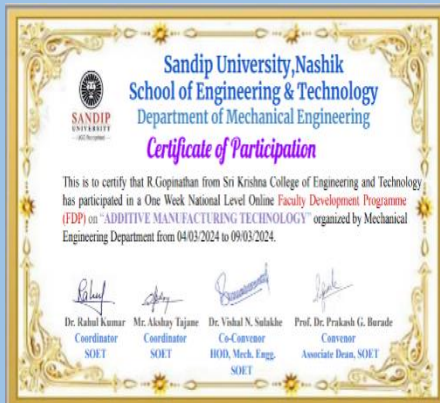 Sandip University,Nashik
School of Engineering & Technology
Department of Mechanical Engineering
SANDIP
UNIVERSITY
Certificate of Participation
This is to certify that R.Gopinathan from Sri Krishna College of Engineering and Technology
has participated in a One Week National Level Online Faculty Development Programme
(FDP) on "ADDITIVE MANUFACTURING TECHNOLOGY" organized by Mechanical
Engineering Department from 04/03/2024 to 09/03/2024.
Dr. Rahul Kumar
Coordinator
SOET
Mr. Akshay Tajane
Coordinator
SOET
Dr. Vishal N. Sulakhe
Co-Convenor
HOD, Mech. Engg.
SOET
Prof. Dr. Prakash G. Burade
Convenor
Associate Dean, SOET